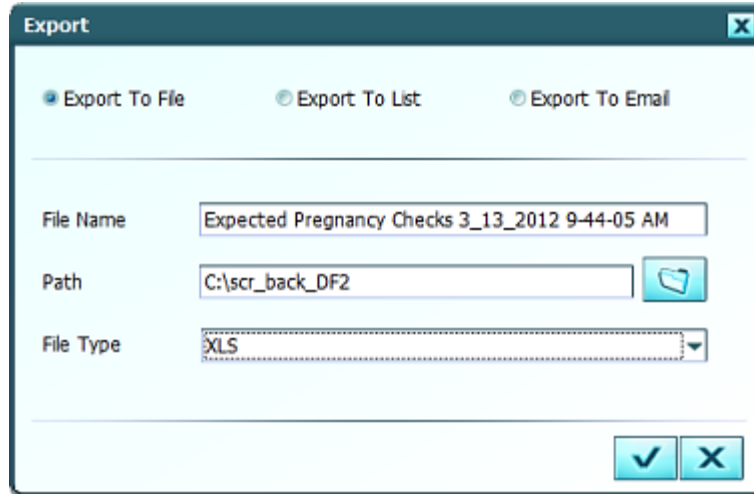 Export
Export To File Export To List Export To Email
File Name Expected Pregnancy Checks 3_13_2012 9-44-05 AM
Path C:\scr_back_DF2
File Type XLS